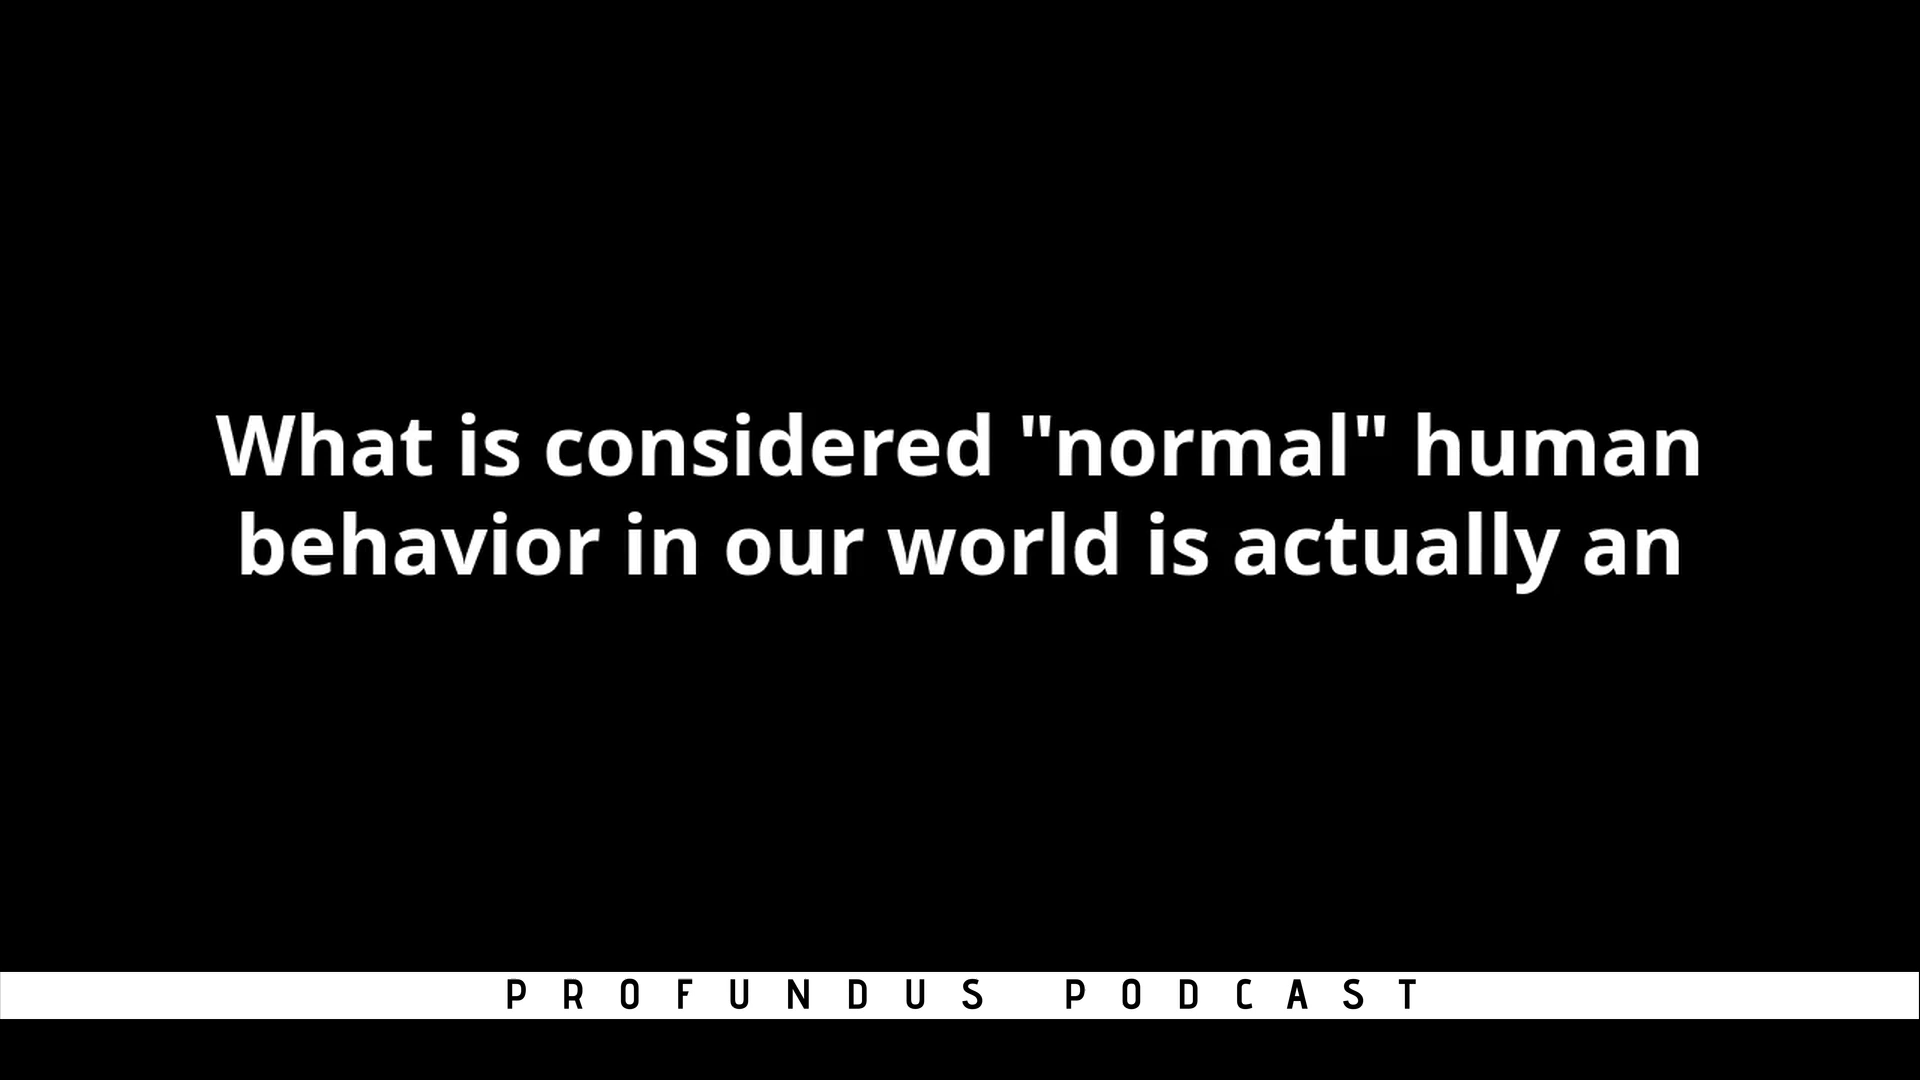 What is considered "normal" human
behavior in our world is actually an
PROFUNDUS PODCAST